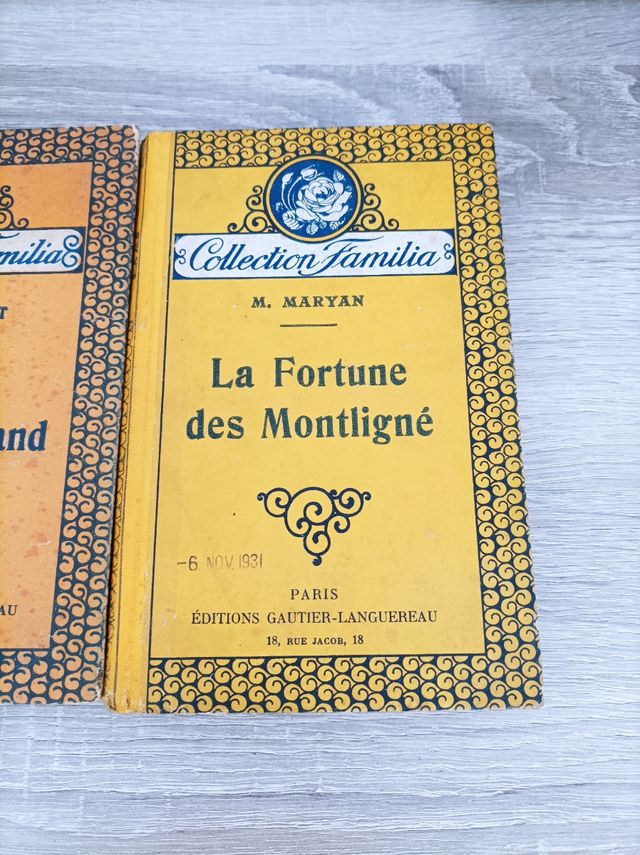 milia
T
and
AU
Collection Familia
M. MARYAN
La Fortune
des Montligné
-6 NOV. 1931
PARIS
ÉDITIONS GAUTIER-LANGUEREAU
18, RUE JACOB, 18